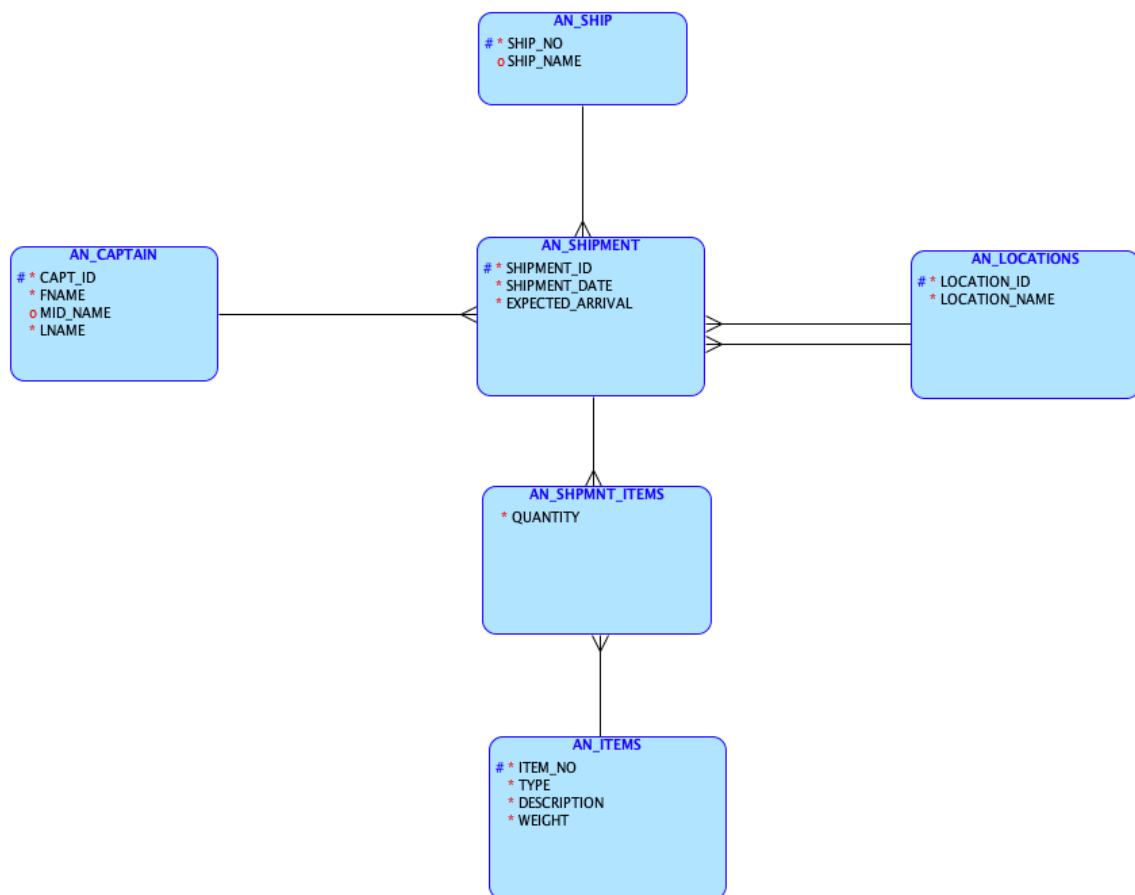 AN_SHIP
# * SHIP_NO
o SHIP_NAME
AN_CAPTAIN
# * CAPT_ID
* FNAME
o MID_NAME
* LNAME
AN_SHIPMENT
# * SHIPMENT_ID
* SHIPMENT_DATE
* EXPECTED_ARRIVAL
AN_LOCATIONS
# * LOCATION_ID
* LOCATION_NAME
AN_SHPMNT_ITEMS
* QUANTITY
AN_ITEMS
# * ITEM_NO
* TYPE
* DESCRIPTION
* WEIGHT